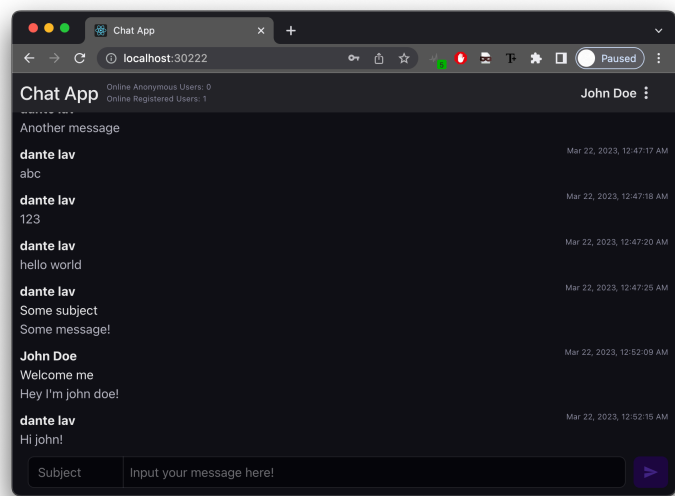 Chat App
localhost:30222
5
T
Paused
Chat App
Online Anonymous Users: 0
Online Registered Users: 1
John Doe
dante lav
Another message
dante lav
Mar 22, 2023, 12:47:17 AM
abc
dante lav
Mar 22, 2023, 12:47:18 AM
123
dante lav
Mar 22, 2023, 12:47:20 AM
hello world
dante lav
Mar 22, 2023, 12:47:25 AM
Some subject
Some message!
John Doe
Mar 22, 2023, 12:52:09 AM
Welcome me
Hey I'm john doe!
dante lav
Mar 22, 2023, 12:52:15 AM
Hi john!
Subject
Input your message here!